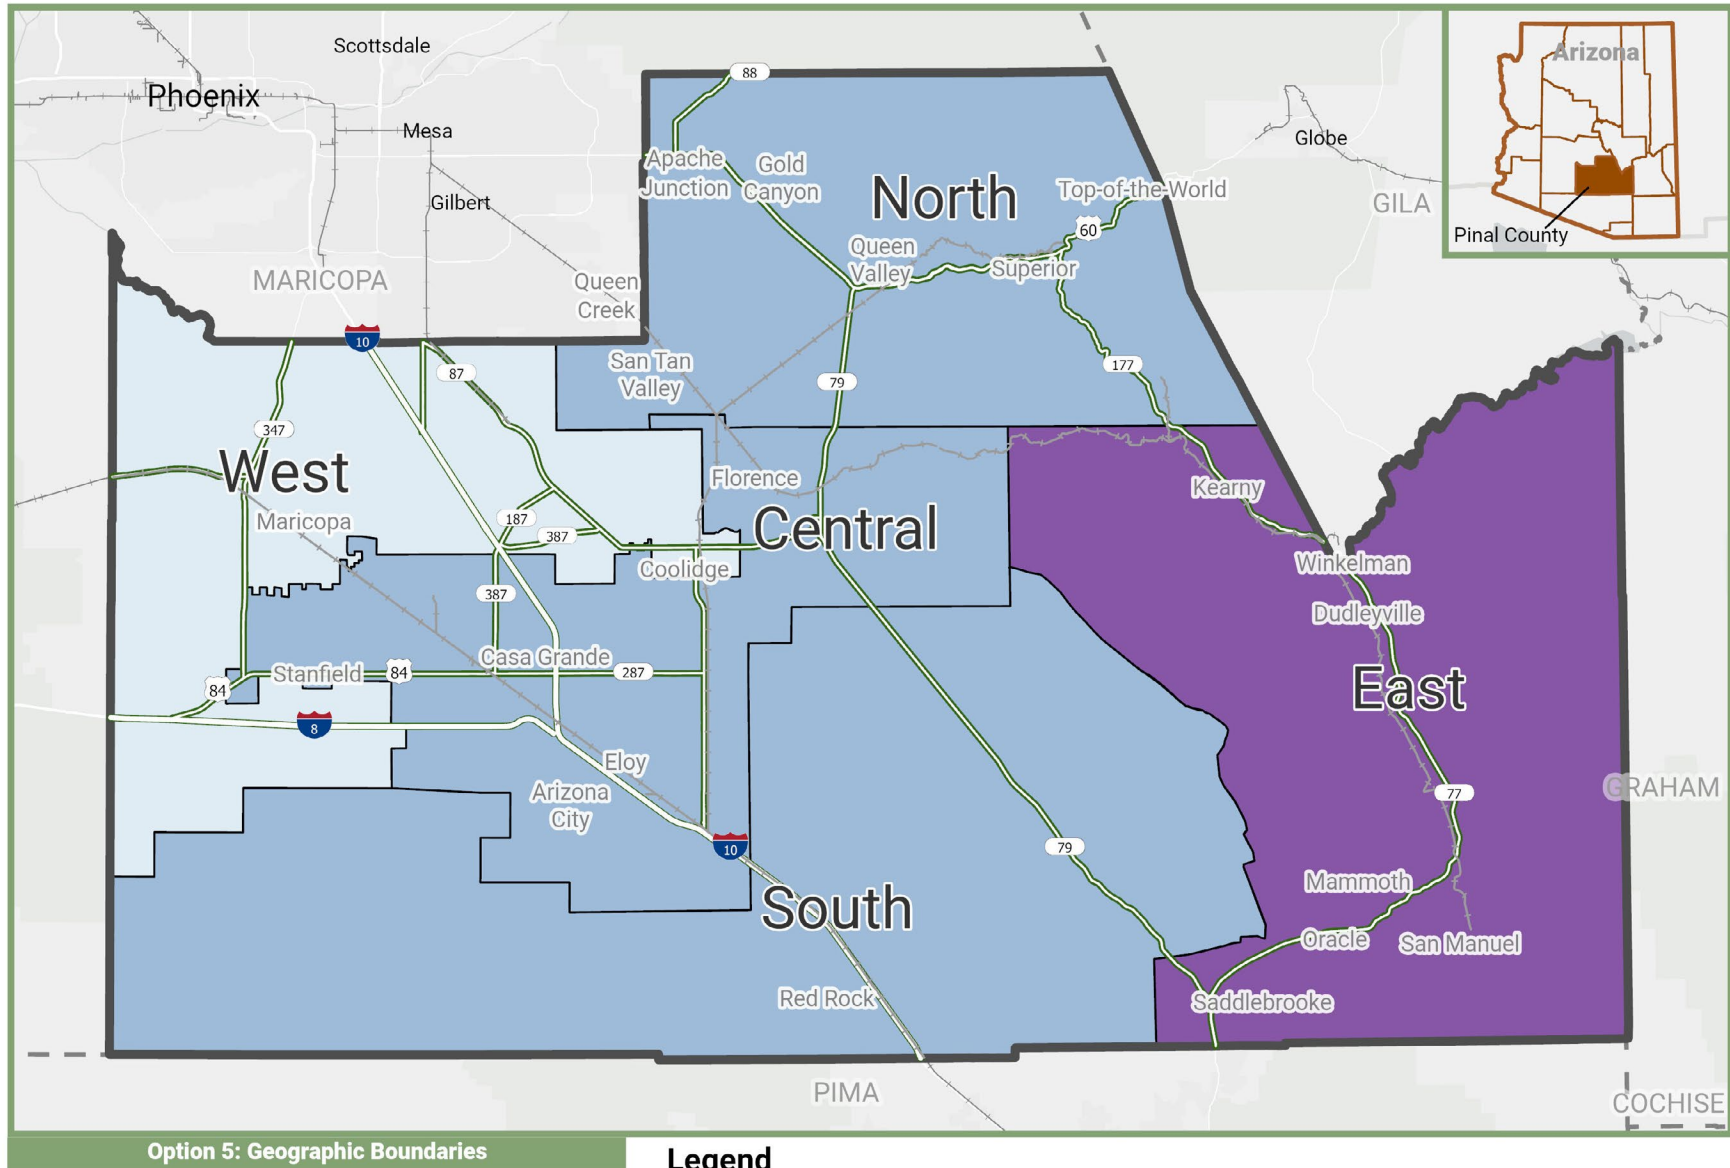 Scottsdale
Phoenix
Mesa
Gilbert
MARICOPA
Queen
Creek
88
Apache
Junction
Gold
Canyon
North
Top-of-the-World
60
Queen
Valley
Superior
Globe
GILA
Arizona
Pinal County
10
87
347
West
Maricopa
San Tan
Valley
79
177
187
387
Florence
Central
Coolidge
Kearny
Winkelman
Dudleyville
East
387
Casa Grande
Stanfield
84
287
84
8
Eloy
Arizona
City
10
South
Red Rock
79
77
GRAHAM
Mammoth
Oracle
San Manuel
Saddlebrooke
PIMA
COCHISE
Option 5: Geographic Boundaries
Legend